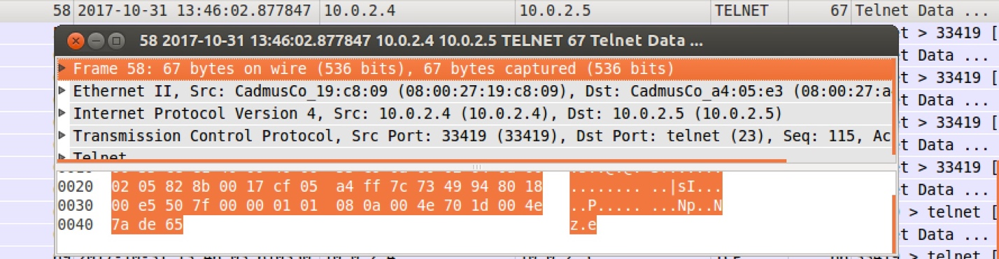 58 2017-10-31 13:46:02.877847 10.0.2.4 10.0.2.5 TELNET 67 Telnet Data ...
58 2017-10-31 13:46:02.877847 10.0.2.4 10.0.2.5 TELNET 67 Telnet Data ...
t > 33419 [
Frame 58: 67 bytes on wire (536 bits), 67 bytes captured (536 bits)
t Data ...
t > 33419 [
Ethernet II, Src: CadmusCo_19:c8:09 (08:00:27:19:c8:09), Dst: CadmusCo_a4:05:e3 (08:00:27:a
t Data ...
Internet Protocol Version 4, Src: 10.0.2.4 (10.0.2.4), Dst: 10.0.2.5 (10.0.2.5)
t > 33419 [
Transmission Control Protocol, Src Port: 33419 (33419), Dst Port: telnet (23), Seq: 115, Ac
t Data ...
Telnet
t > 33419 [
0020 02 05 82 8b 00 17 cf 05 a4 ff 7c 73 49 94 80 18 ........ ..|sI...
t Data ...
0030 00 e5 50 7f 00 00 01 01 08 0a 00 4e 70 1d 00 4e ..P..... ...Np..N
> telnet [
0040 7a de 65 z.e
t Data ...
> telnet [